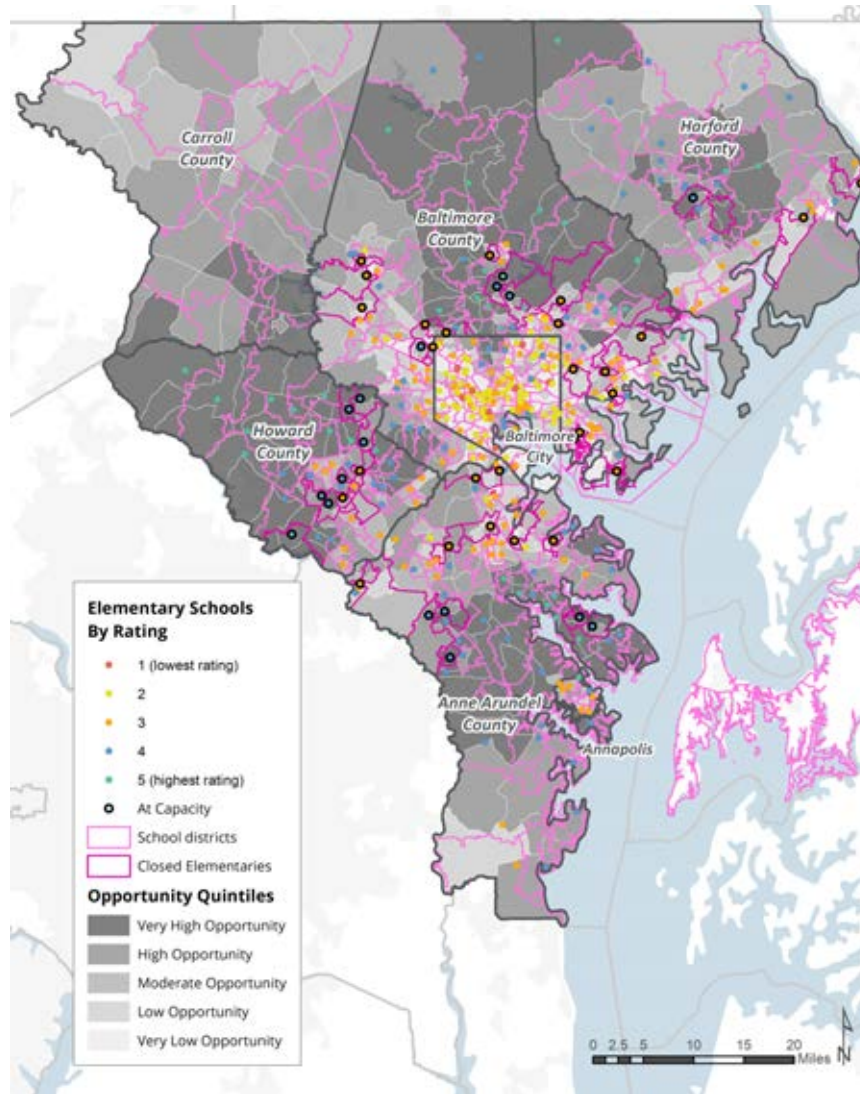 Carroll
County
Harford
County
Baltimore
County
Howard
County
Baltimore
City
Anne Arundel
County
Annapolis
Elementary Schools
By Rating
1 (lowest rating)
2
3
4
5 (highest rating)
At Capacity
School districts
Closed Elementaries
Opportunity Quintiles
Very High Opportunity
High Opportunity
Moderate Opportunity
Low Opportunity
Very Low Opportunity
0 2.5 5 10 15 20
Miles
N